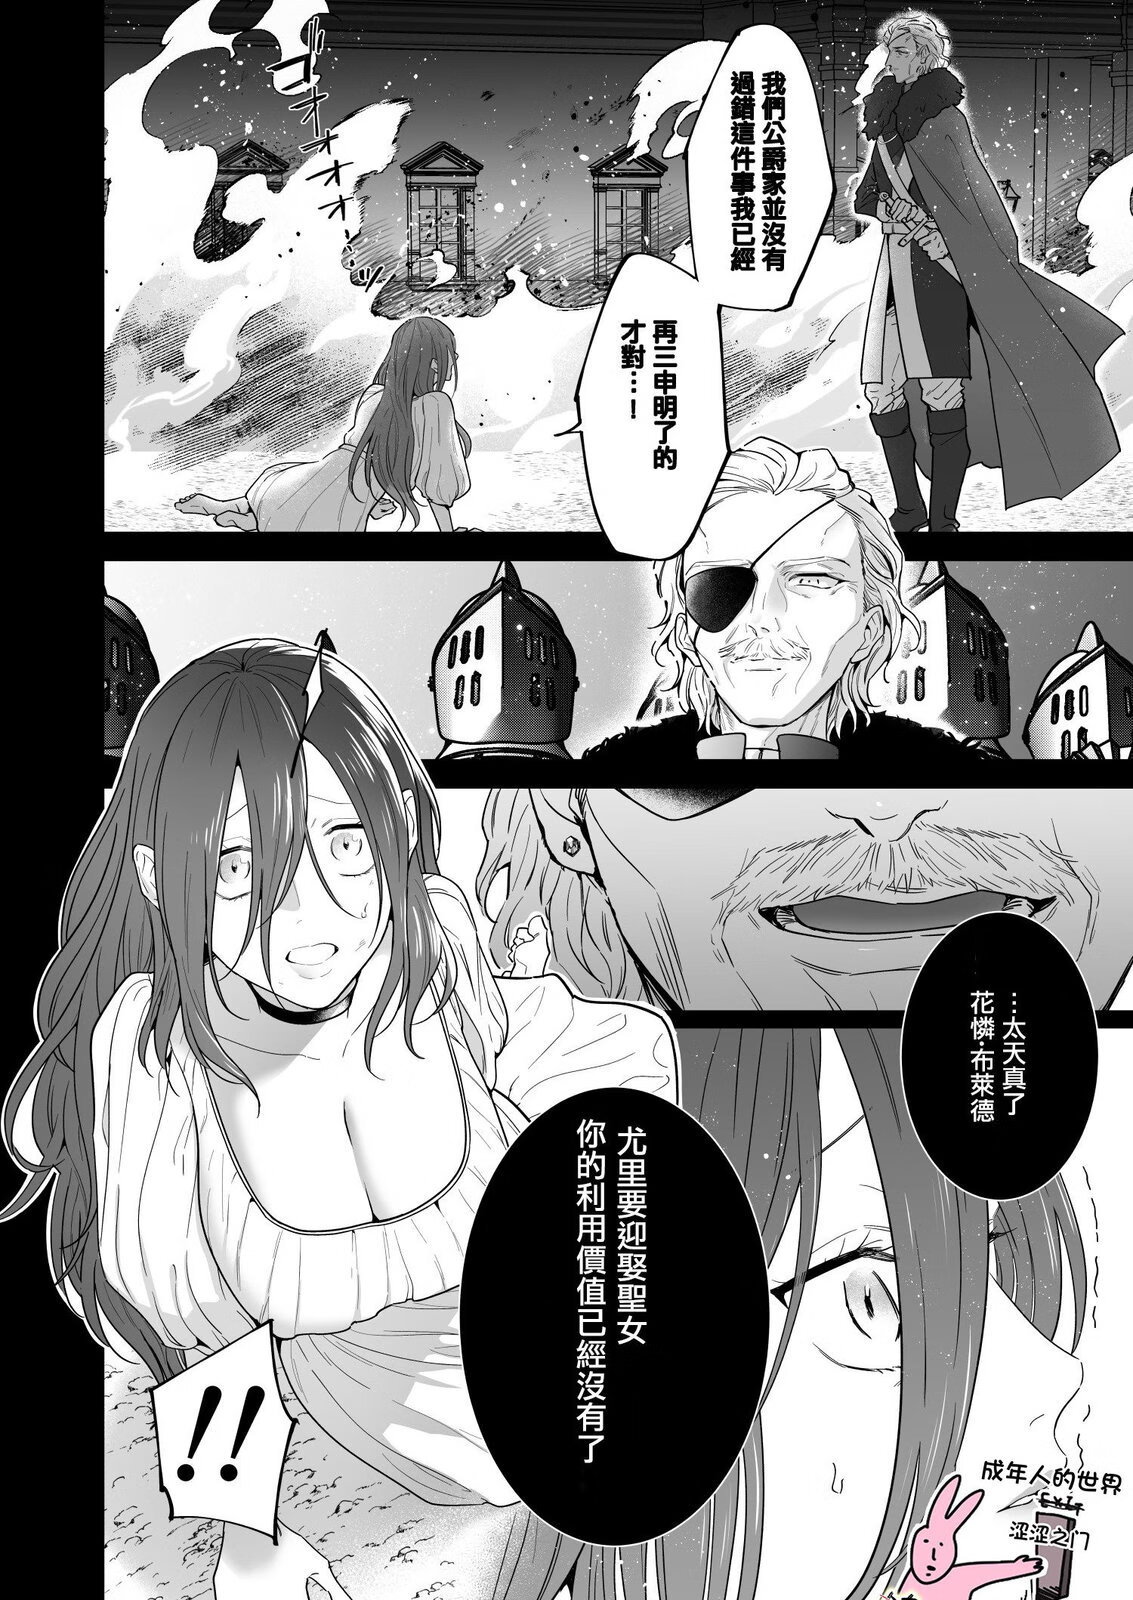 我們公爵家並沒有
過錯這件事我已經
再三申明了的
才對…！
ゴオオオ…ッ
…太天真了
花憐·布萊德
尤里要迎娶聖女
你的利用價值已經沒有了
!!
成年人的世界
EXIT
涩涩之门